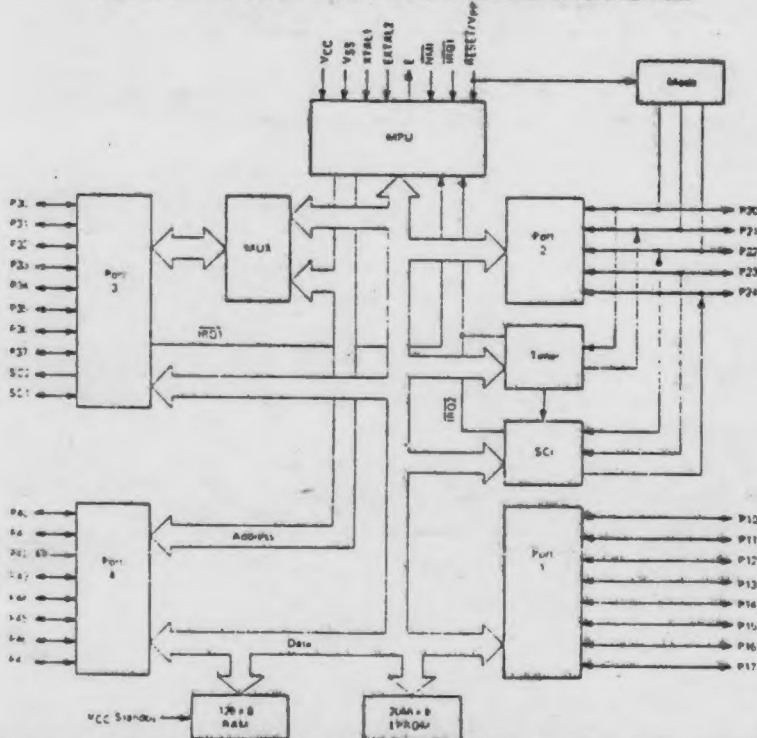 VCC
VSS
XTAL1
EXTAL2
E
NMI
IRQ1
RESET/VPP
Mode
MPU
P30
P31
P32
P33
P34
P35
P36
P37
SC2
SC1
Port
3
MUX
Port
2
P20
P21
P22
P23
P24
IRQ1
Timer
IRQ2
SCI
P40
Port
4
Address
Port
1
P10
P11
P12
P13
P14
P15
P16
P17
Data
VCC Standby
128 x 8
RAM
2048 x 8
EPROM